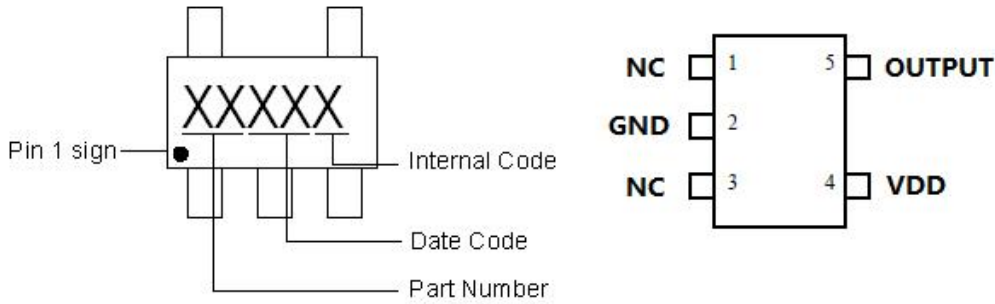 XXXXX
Pin 1 sign
Internal Code
Date Code
Part Number
NC 1 5 OUTPUT
GND 2
NC 3 4 VDD